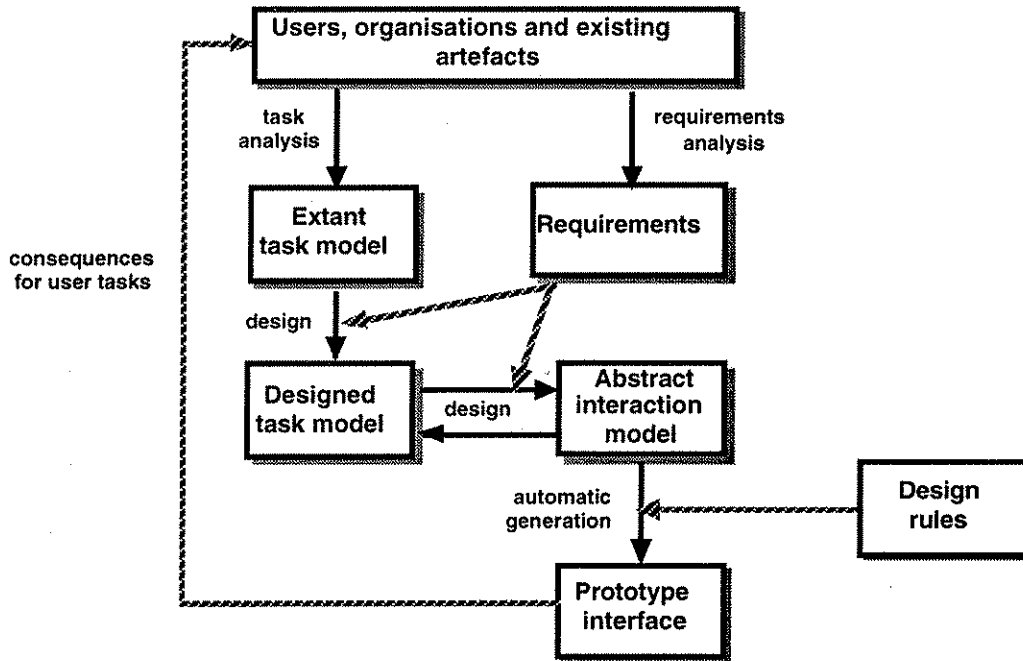 Users, organisations and existing
artefacts
task
analysis
requirements
analysis
Extant
task model
Requirements
consequences
for user tasks
design
Designed
task model
design
Abstract
interaction
model
automatic
generation
Design
rules
Prototype
interface